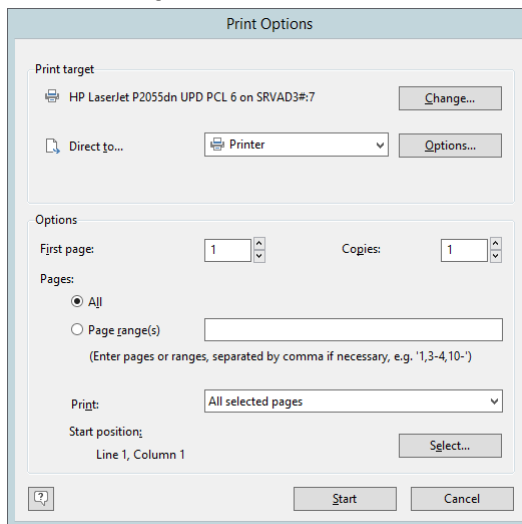 Print Options
Print target
HP LaserJet P2055dn UPD PCL 6 on SRVAD3#:7
Change...
Direct to...
Printer
Options...
Options
First page:
1
Copies:
1
Pages:
All
Page range(s)
(Enter pages or ranges, separated by comma if necessary, e.g. '1,3-4,10-')
Print:
All selected pages
Start position:
Line 1, Column 1
Select...
?
Start
Cancel